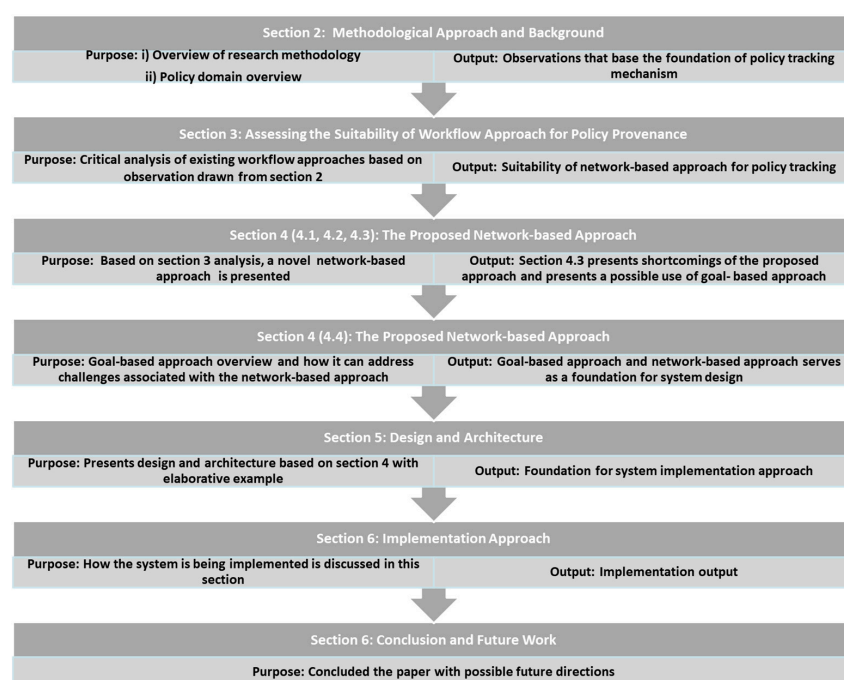 Section 2: Methodological Approach and Background
Purpose: i) Overview of research methodology
ii) Policy domain overview
Output: Observations that base the foundation of policy tracking
mechanism
Section 3: Assessing the Suitability of Workflow Approach for Policy Provenance
Purpose: Critical analysis of existing workflow approaches based on
observation drawn from section 2
Output: Suitability of network-based approach for policy tracking
Section 4 (4.1, 4.2, 4.3): The Proposed Network-based Approach
Purpose: Based on section 3 analysis, a novel network-based
approach is presented
Output: Section 4.3 presents shortcomings of the proposed
approach and presents a possible use of goal- based approach
Section 4 (4.4): The Proposed Network-based Approach
Purpose: Goal-based approach overview and how it can address
challenges associated with the network-based approach
Output: Goal-based approach and network-based approach serves
as a foundation for system design
Section 5: Design and Architecture
Purpose: Presents design and architecture based on section 4 with
elaborative example
Output: Foundation for system implementation approach
Section 6: Implementation Approach
Purpose: How the system is being implemented is discussed in this
section
Output: Implementation output
Section 6: Conclusion and Future Work
Purpose: Concluded the paper with possible future directions